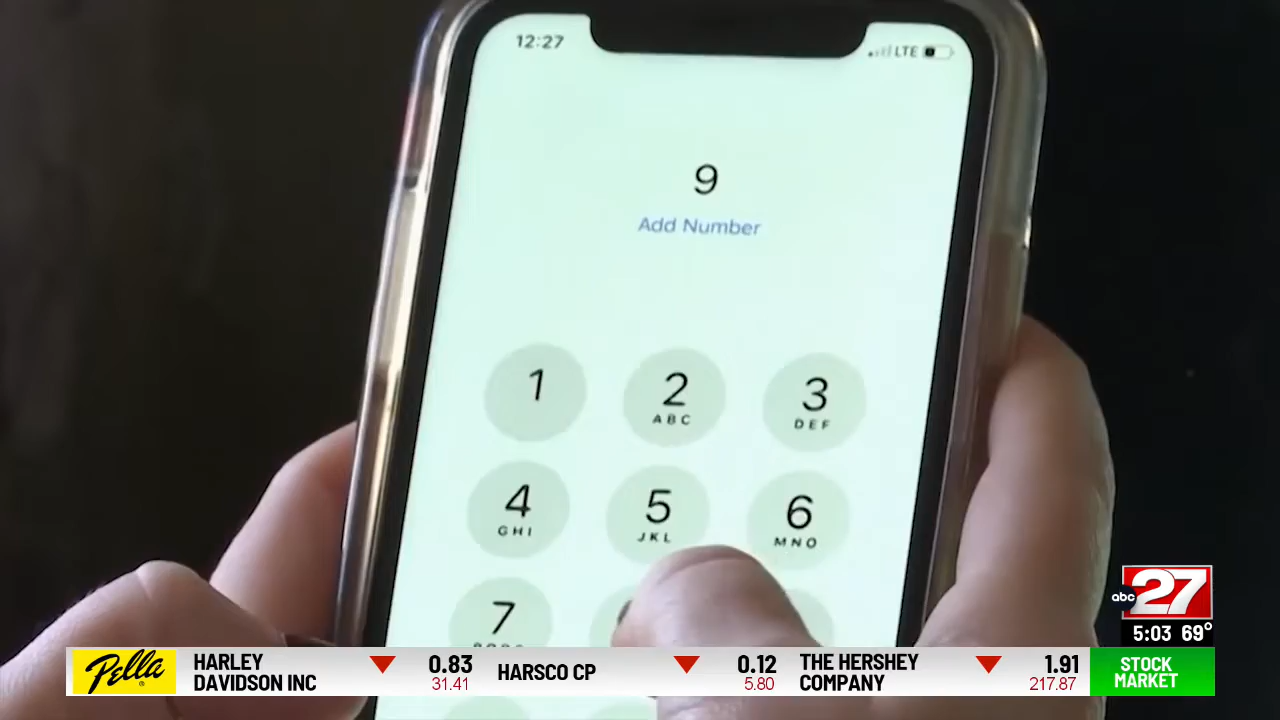 12:27
LTE
9
Add Number
1
2
ABC
3
DEF
4
GHI
5
JKL
6
MNO
7
abc 27
5:03 69°
Pella
HARLEY
DAVIDSON INC
0.83
31.41
HARSCO CP
0.12
5.80
THE HERSHEY
COMPANY
1.91
217.87
STOCK
MARKET